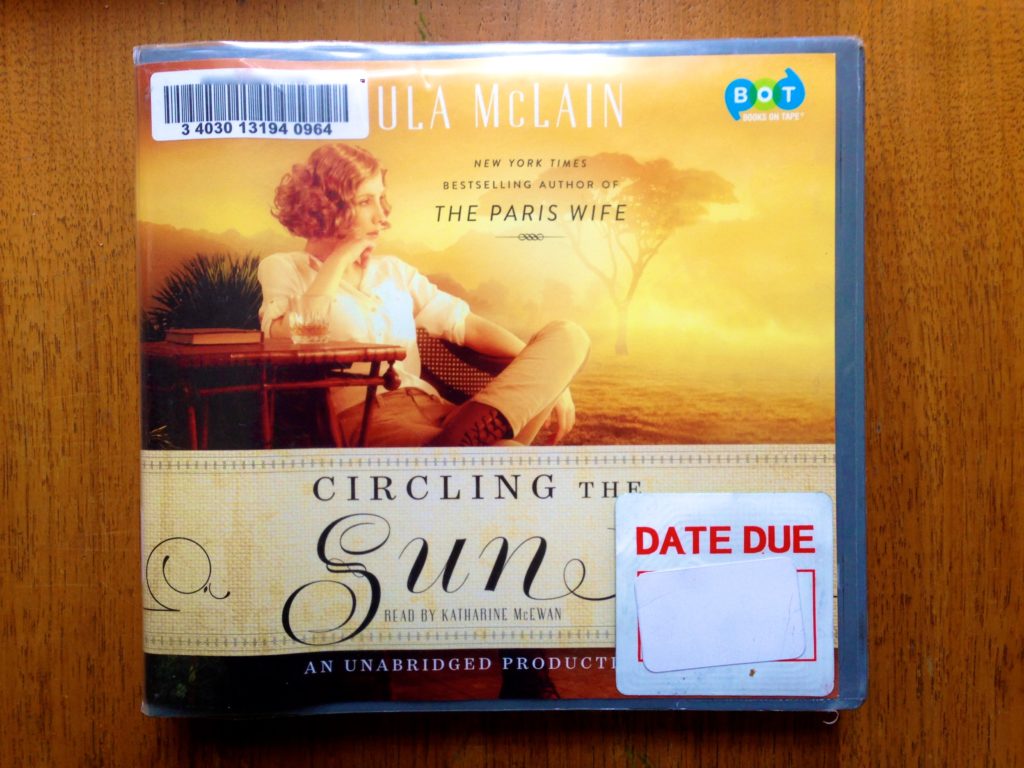 3 4030 13194 0964
ULA McLAIN
BOT
BOOKS ON TAPE
NEW YORK TIMES
BESTSELLING AUTHOR OF
THE PARIS WIFE
CIRCLING THE
Sun
READ BY KATHARINE McEWAN
AN UNABRIDGED PRODUCTI
DATE DUE